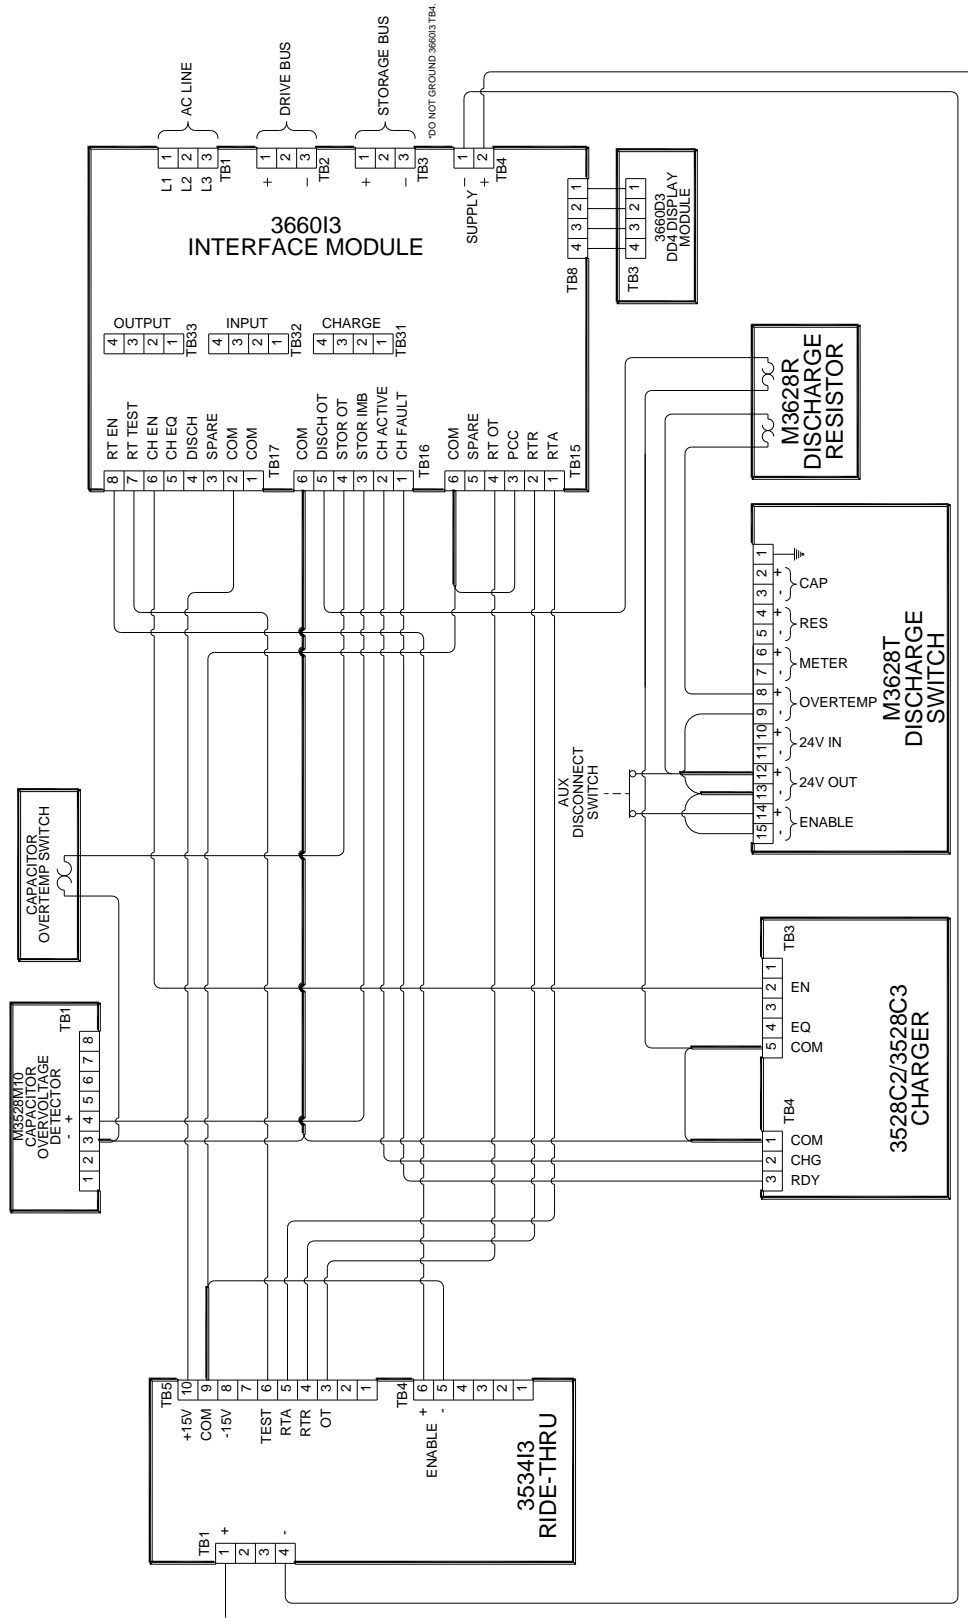 AC LINE
DRIVE BUS
STORAGE BUS
*DO NOT GROUND 3660I3 TB4.
1
2
3
L1
L2
L3
TB1
1
2
3
+
–
TB2
1
2
3
+
–
TB3
1
2
–
+
SUPPLY
TB4
3660I3
INTERFACE MODULE
4
3
2
1
TB8
4
3
2
1
TB3
3660D3
DD4 DISPLAY
MODULE
OUTPUT
4
3
2
1
TB33
INPUT
4
3
2
1
TB32
CHARGE
4
3
2
1
TB31
RT EN
RT TEST
CH EN
CH EQ
DISCH
SPARE
COM
COM
8
7
6
5
4
3
2
1
TB17
COM
DISCH OT
STOR OT
STOR IMB
CH ACTIVE
CH FAULT
6
5
4
3
2
1
TB16
COM
SPARE
RT OT
PCC
RTR
RTA
6
5
4
3
2
1
TB15
M3628R
DISCHARGE
RESISTOR
M3628T
DISCHARGE
SWITCH
1
2
3
4
5
6
7
8
9
10
11
12
13
14
15
+
-
CAP
+
-
RES
+
-
METER
+
-
OVERTEMP
+
-
24V IN
+
-
24V OUT
+
-
ENABLE
AUX
DISCONNECT
SWITCH
CAPACITOR
OVERTEMP SWITCH
M3528M10
CAPACITOR
OVERVOLTAGE
DETECTOR
- +
TB1
1
2
3
4
5
6
7
8
3528C2/3528C3
CHARGER
TB3
1
2
3
4
5
EN
EQ
COM
TB4
1
2
3
COM
CHG
RDY
3534I3
RIDE-THRU
TB5
10
9
8
7
6
5
4
3
2
1
+15V
COM
-15V
TEST
RTA
RTR
OT
TB4
6
5
4
3
2
1
+
-
ENABLE
TB1
1
2
3
4
+
-